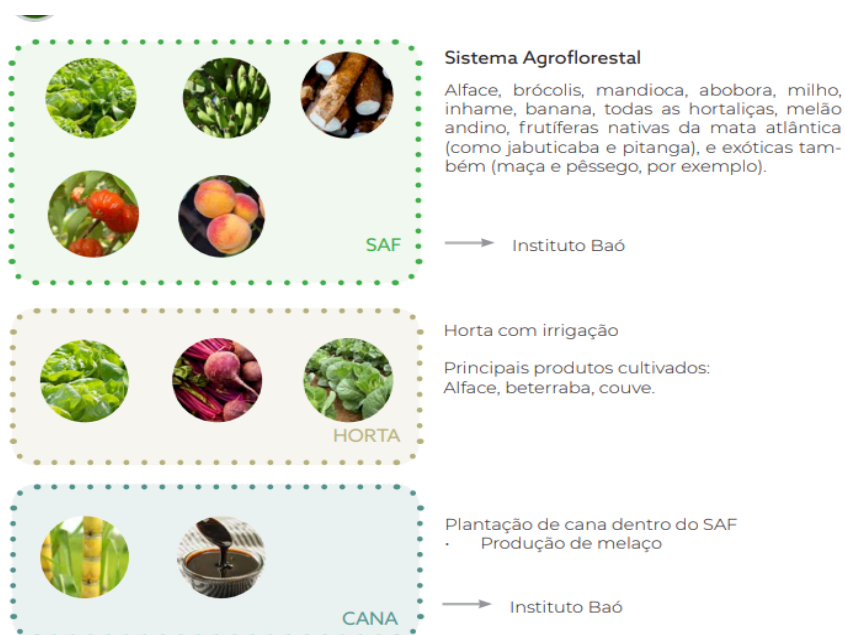 Sistema Agroflorestal
Alface, brócolis, mandioca, abobora, milho,
inhame, banana, todas as hortaliças, melão
andino, frutíferas nativas da mata atlântica
(como jabuticaba e pitanga), e exóticas tam-
bém (maça e pêssego, por exemplo).
SAF
Instituto Baó
Horta com irrigação
Principais produtos cultivados:
Alface, beterraba, couve.
HORTA
Plantação de cana dentro do SAF
· Produção de melaço
CANA
Instituto Baó